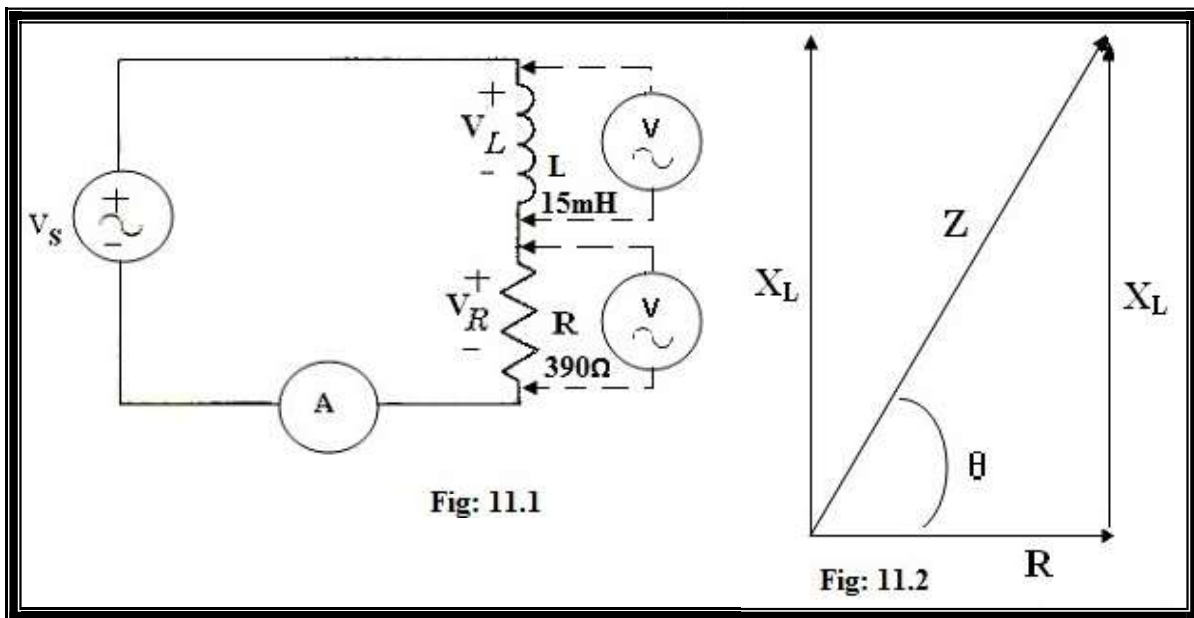 +
V_L
-
L
15mH
V
V_S
+
-
+
V_R
-
R
390Ω
V
A
Fig: 11.1
X_L
Z
X_L
θ
R
Fig: 11.2